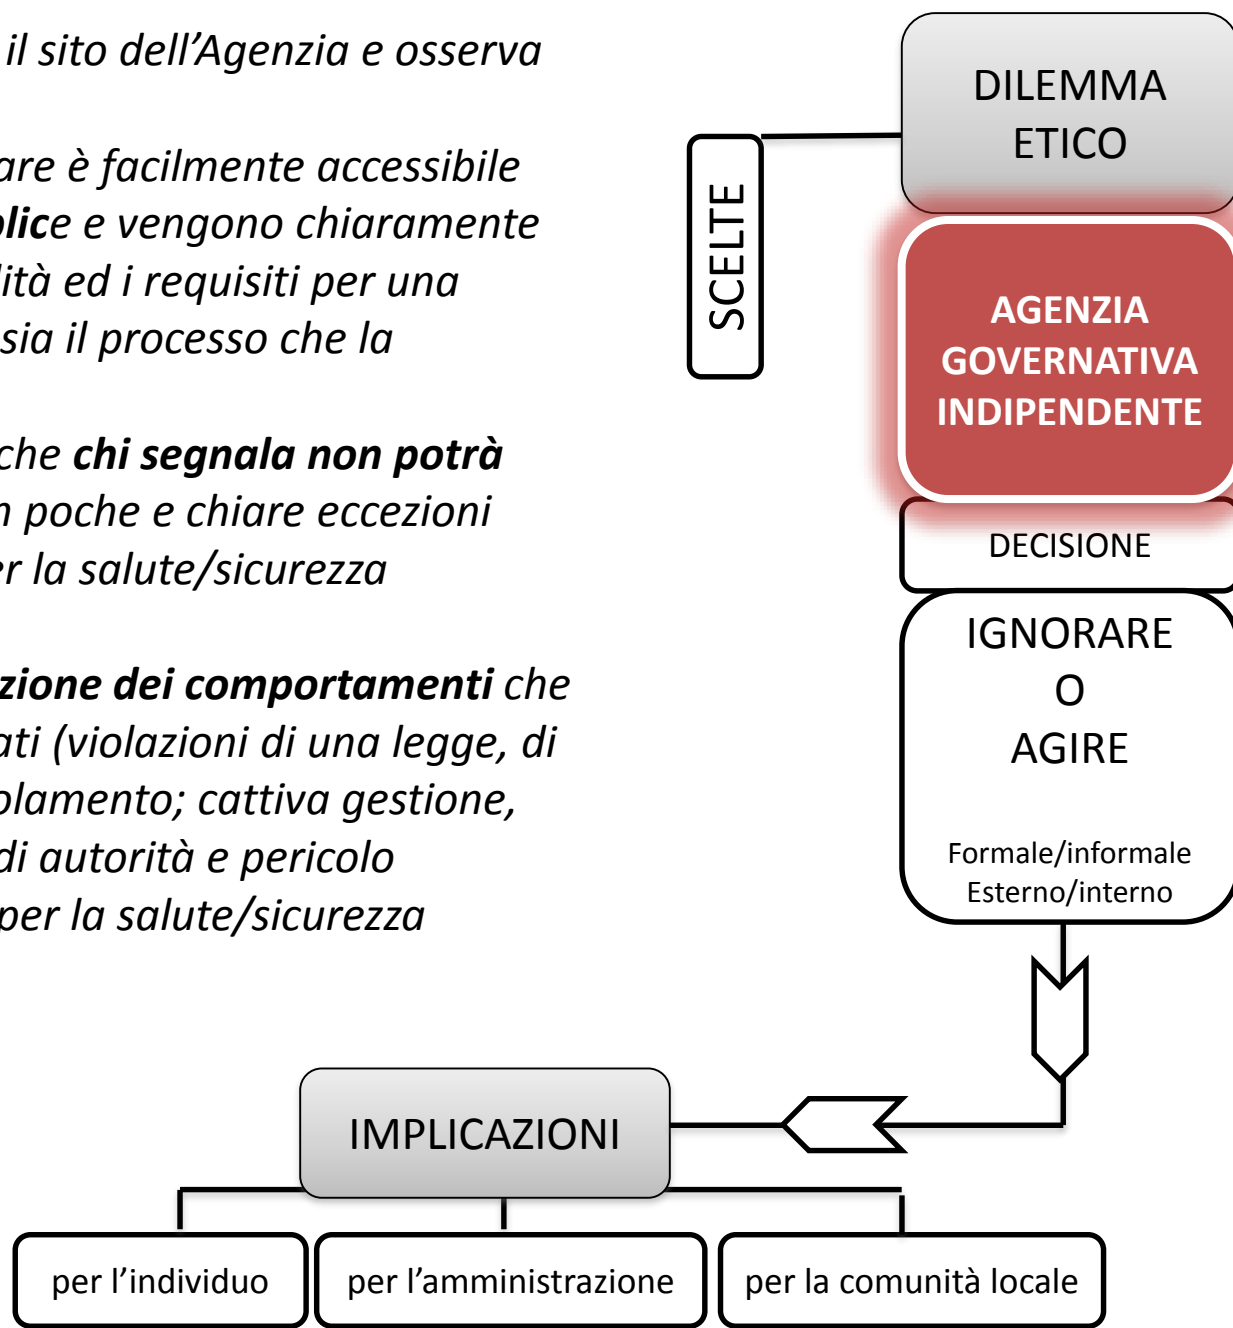 il sito dell’Agenzia e osserva
are è facilmente accessibile
plice e vengono chiaramente
lità ed i requisiti per una
sia il processo che la
che chi segnala non potrà
n poche e chiare eccezioni
er la salute/sicurezza
zione dei comportamenti che
ati (violazioni di una legge, di
olamento; cattiva gestione,
di autorità e pericolo
per la salute/sicurezza
DILEMMA
ETICO
SCELTE
AGENZIA
GOVERNATIVA
INDIPENDENTE
DECISIONE
IGNORARE
O
AGIRE
Formale/informale
Esterno/interno
IMPLICAZIONI
per l’individuo
per l’amministrazione
per la comunità locale